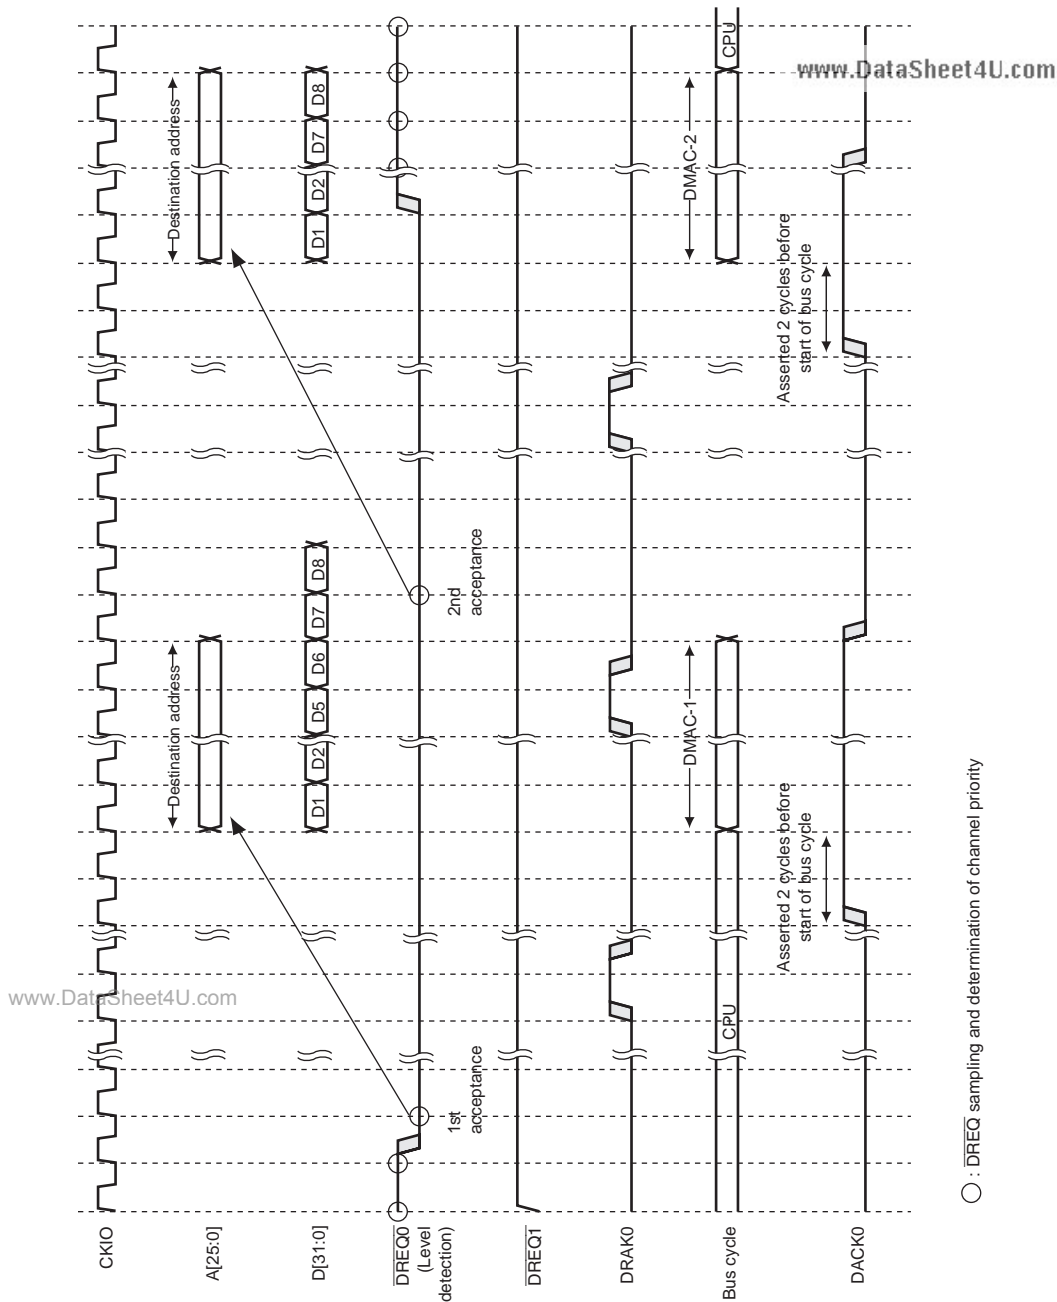 CKIO
A[25:0]
Destination address
Destination address
D[31:0]
D1
D2
D5
D6
D7
D8
D1
D2
D7
D8
DREQ0
(Level
detection)
1st
acceptance
2nd
acceptance
DREQ1
DRAK0
Bus cycle
CPU
DMAC-1
DMAC-2
CPU
Asserted 2 cycles before
start of bus cycle
Asserted 2 cycles before
start of bus cycle
DACK0
: DREQ sampling and determination of channel priority
www.DataSheet4U.com
www.DataSheet4U.com